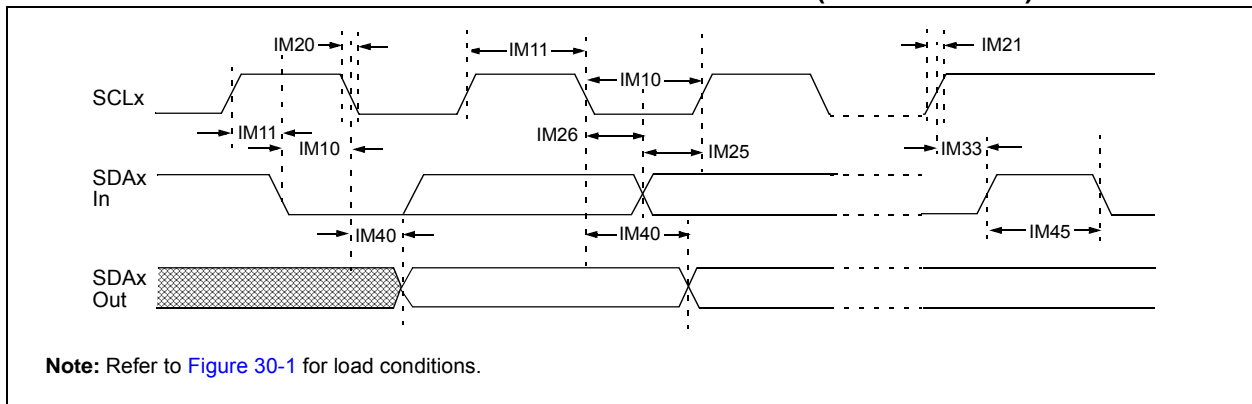 IM20
IM11
IM21
IM10
SCLx
IM11
IM26
IM10
IM25
IM33
SDAx
In
IM40
IM40
IM45
SDAx
Out
Note: Refer to Figure 30-1 for load conditions.